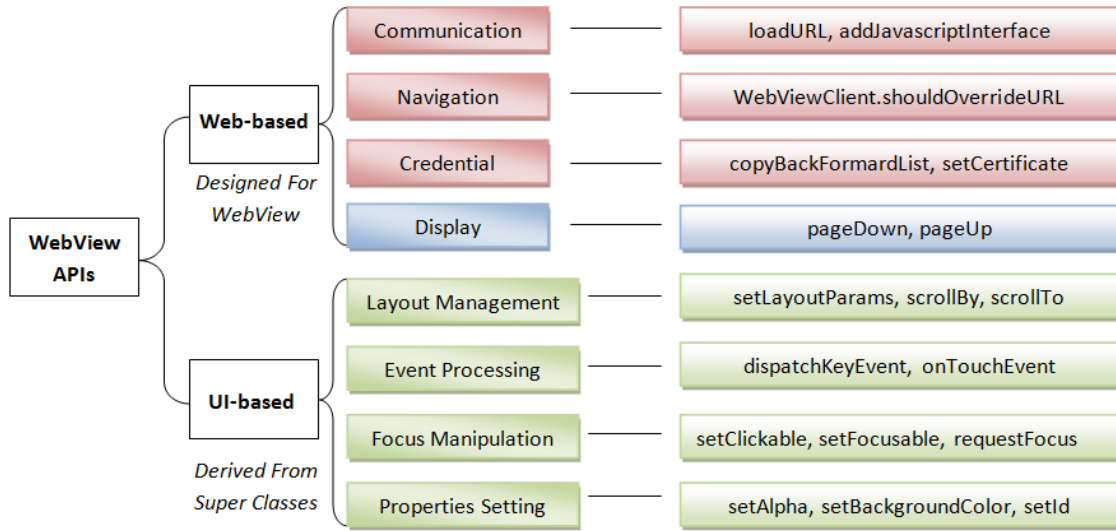 Communication
loadURL, addJavascriptInterface
Navigation
WebViewClient.shouldOverrideURL
Web-based
Credential
copyBackFormardList, setCertificate
Designed For
WebView
Display
pageDown, pageUp
WebView
APIs
Layout Management
setLayoutParams, scrollBy, scrollTo
Event Processing
dispatchKeyEvent, onTouchEvent
UI-based
Focus Manipulation
setClickable, setFocusable, requestFocus
Derived From
Super Classes
Properties Setting
setAlpha, setBackgroundColor, setId